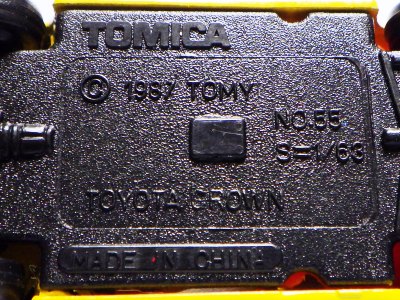 TOMICA
© 1987 TOMY
NO.55
S=1/63
TOYOTA CROWN
MADE IN CHINA